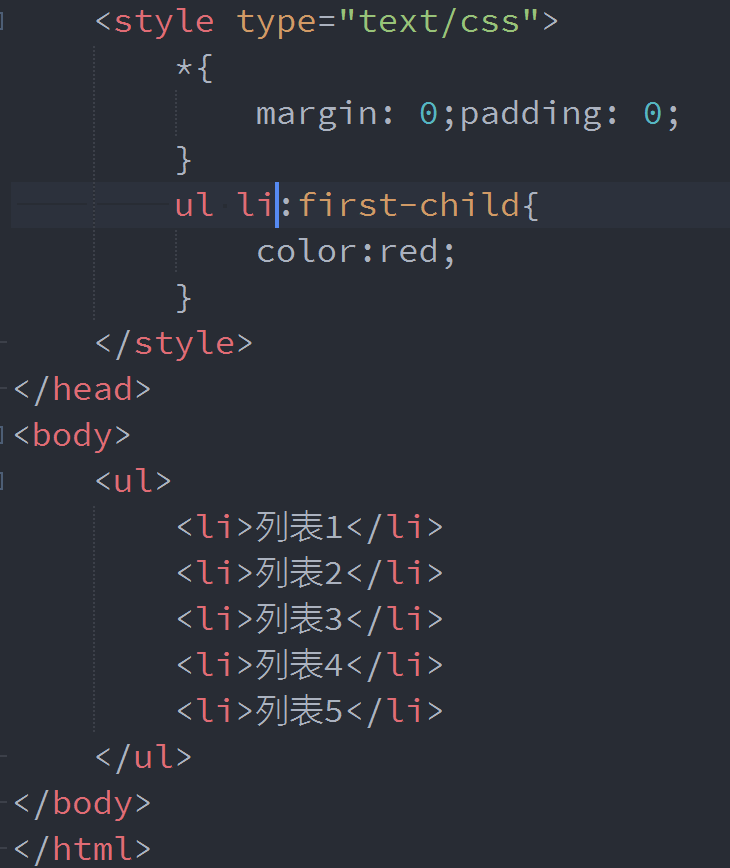 <style type="text/css">
*{
margin: 0;padding: 0;
}
ul li:first-child{
color:red;
}
</style>
</head>
<body>
<ul>
<li>列表1</li>
<li>列表2</li>
<li>列表3</li>
<li>列表4</li>
<li>列表5</li>
</ul>
</body>
</html>